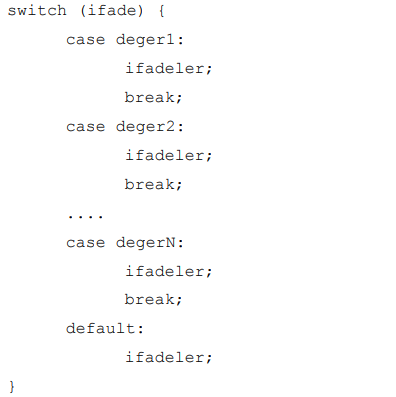 switch (ifade) {
case deger1:
ifadeler;
break;
case deger2:
ifadeler;
break;
....
case degerN:
ifadeler;
break;
default:
ifadeler;
}